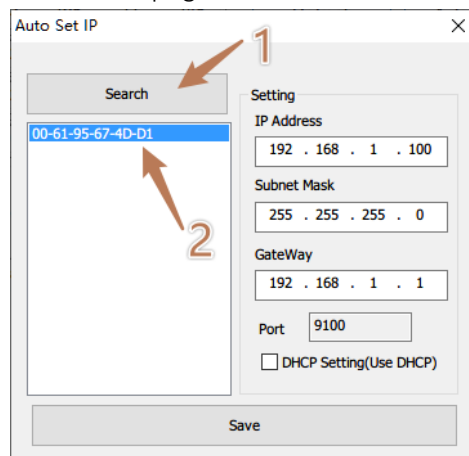 Auto Set IP
1
Search
00-61-95-67-4D-D1
2
Setting
IP Address
192 . 168 . 1 . 100
Subnet Mask
255 . 255 . 255 . 0
GateWay
192 . 168 . 1 . 1
Port 9100
DHCP Setting(Use DHCP)
Save